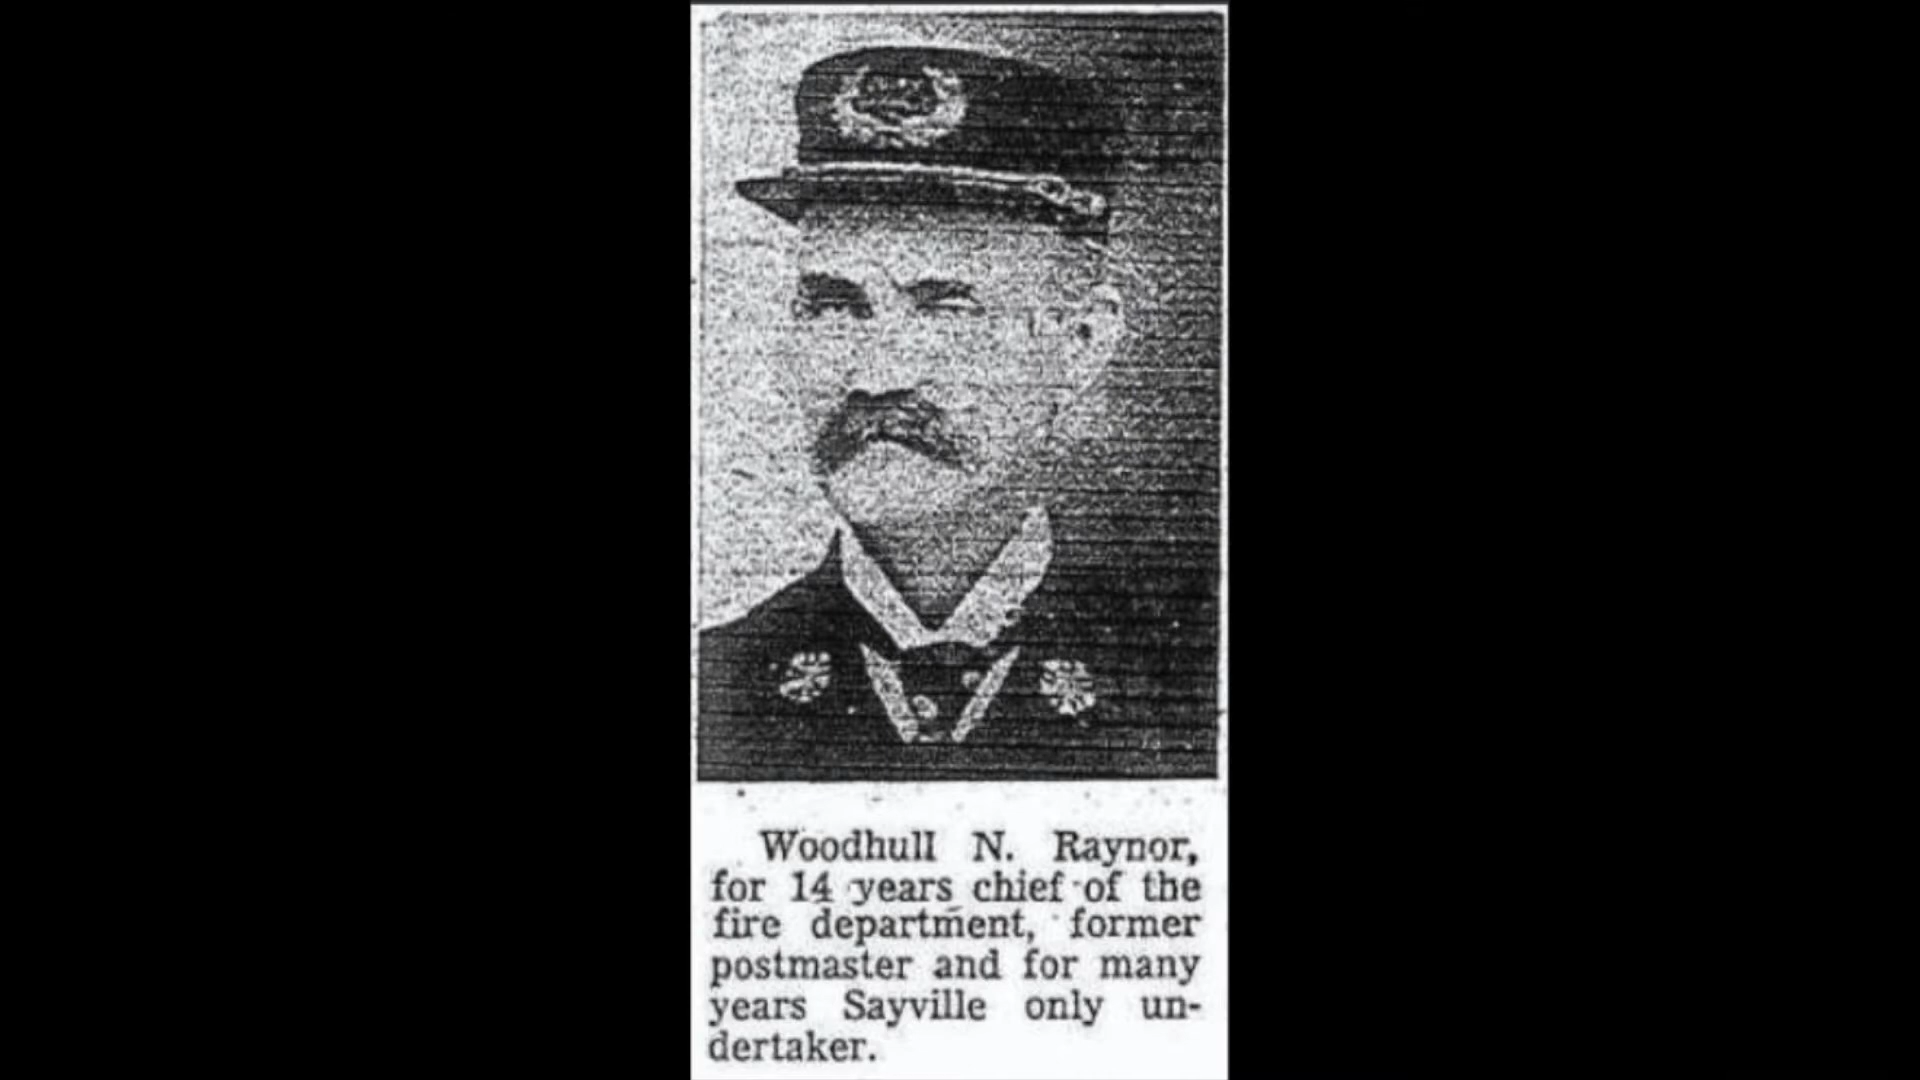 Woodhull N. Raynor,
for 14 years chief of the
fire department, former
postmaster and for many
years Sayville only un-
dertaker.